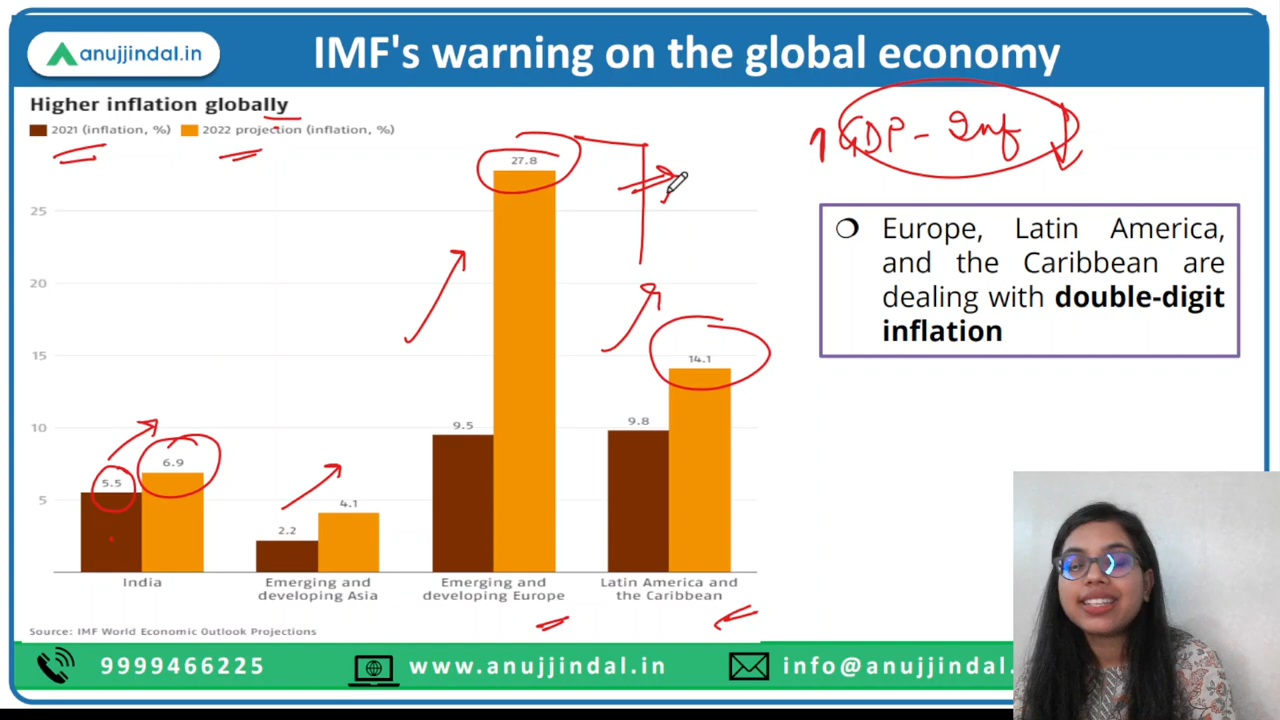 anujjindal.in
IMF's warning on the global economy
Higher inflation globally
2021 (inflation, %) 2022 projection (inflation, %)
GDP - Inf
27.8
25
20
15
14.1
10
9.5
9.8
6.9
5.5
5
4.1
2.2
India
Emerging and
developing Asia
Emerging and
developing Europe
Latin America and
the Caribbean
Source: IMF World Economic Outlook Projections
❍ Europe, Latin America,
and the Caribbean are
dealing with double-digit
inflation
9999466225
www.anujjindal.in
info@anujjindal.